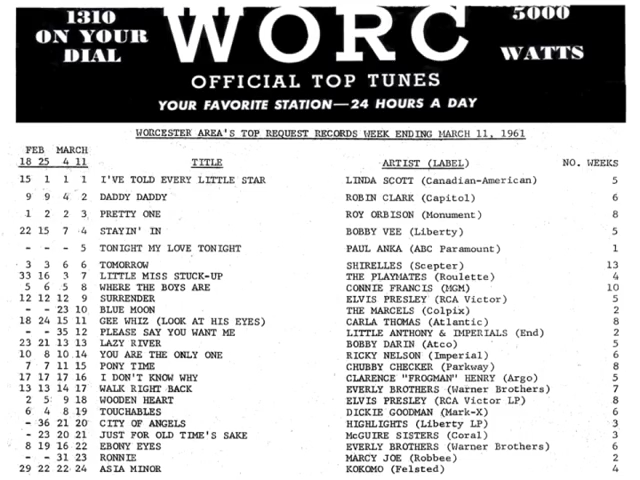 1310 ON YOUR DIAL
WORC
5000 WATTS
OFFICIAL TOP TUNES
YOUR FAVORITE STATION—24 HOURS A DAY
WORCESTER AREA'S TOP REQUEST RECORDS WEEK ENDING MARCH 11, 1961
FEB MARCH
18 25 4 11 TITLE ARTIST (LABEL) NO. WEEKS
15 1 1 1 I'VE TOLD EVERY LITTLE STAR LINDA SCOTT (Canadian-American) 5
9 9 4 2 DADDY DADDY ROBIN CLARK (Capitol) 6
1 2 2 3 PRETTY ONE ROY ORBISON (Monument) 8
22 15 7 4 STAYIN' IN BOBBY VEE (Liberty) 5
- - - 5 TONIGHT MY LOVE TONIGHT PAUL ANKA (ABC Paramount) 1
3 3 6 6 TOMORROW SHIRELLES (Scepter) 13
33 16 3 7 LITTLE MISS STUCK-UP THE PLAYMATES (Roulette) 4
5 6 5 8 WHERE THE BOYS ARE CONNIE FRANCIS (MGM) 10
12 12 12 9 SURRENDER ELVIS PRESLEY (RCA Victor) 5
- - 23 10 BLUE MOON THE MARCELS (Colpix) 2
18 24 15 11 GEE WHIZ (LOOK AT HIS EYES) CARLA THOMAS (Atlantic) 8
- - 35 12 PLEASE SAY YOU WANT ME LITTLE ANTHONY & IMPERIALS (End) 2
23 21 13 13 LAZY RIVER BOBBY DARIN (Atco) 5
10 8 10 14 YOU ARE THE ONLY ONE RICKY NELSON (Imperial) 6
7 7 11 15 PONY TIME CHUBBY CHECKER (Parkway) 8
17 17 17 16 I DON'T KNOW WHY CLARENCE "FROGMAN" HENRY (Argo) 5
13 13 14 17 WALK RIGHT BACK EVERLY BROTHERS (Warner Brothers) 7
2 5 9 18 WOODEN HEART ELVIS PRESLEY (RCA Victor LP) 8
6 4 8 19 TOUCHABLES DICKIE GOODMAN (Mark-X) 6
- 36 21 20 CITY OF ANGELS HIGHLIGHTS (Liberty LP) 3
- 23 20 21 JUST FOR OLD TIME'S SAKE McGUIRE SISTERS (Coral) 3
8 19 16 22 EBONY EYES EVERLY BROTHERS (Warner Brothers) 6
- - 31 23 RONNIE MARCY JOE (Robbee) 2
29 22 22 24 ASIA MINOR KOKOMO (Felsted) 4